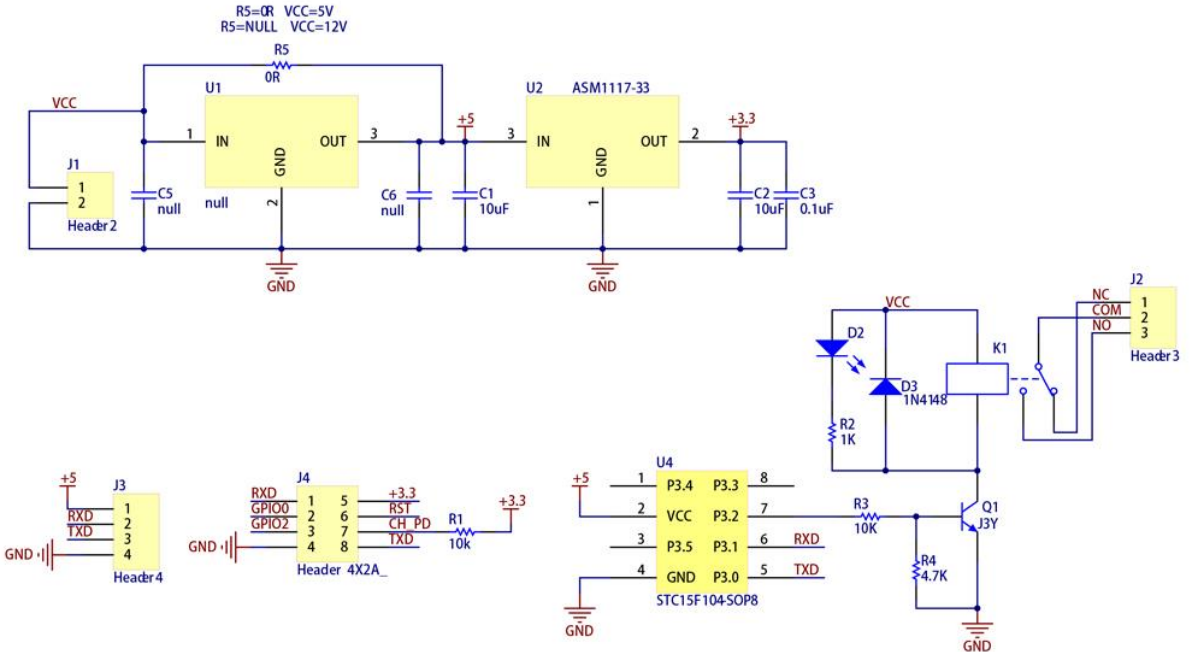 R5=0R VCC=5V
R5=NULL VCC=12V
R5
0R
U1
U2 ASM1117-33
VCC
+5
+3.3
1 IN OUT 3
3 IN OUT 2
GND
GND
J1
1
2
Header2
C5
null
null
2
C6
null
C1
10uF
1
C2
10uF
C3
0.1uF
GND
GND
VCC
D2
D3
1N4148
R2
1K
K1
NC
COM
NO
J2
1
2
3
Header3
+5
J3
RXD
TXD
GND
1
2
3
4
Header4
J4
RXD 1 5 +3.3
GPIO0 2 6 RST
GPIO2 3 7 CH_PD
GND 4 8 TXD
Header 4X2A_
R1
10k
+3.3
U4
+5
1 P3.4 P3.3 8
2 VCC P3.2 7
3 P3.5 P3.1 6 RXD
4 GND P3.0 5 TXD
STC15F104-SOP8
GND
R3
10K
Q1
J3Y
R4
4.7K
GND